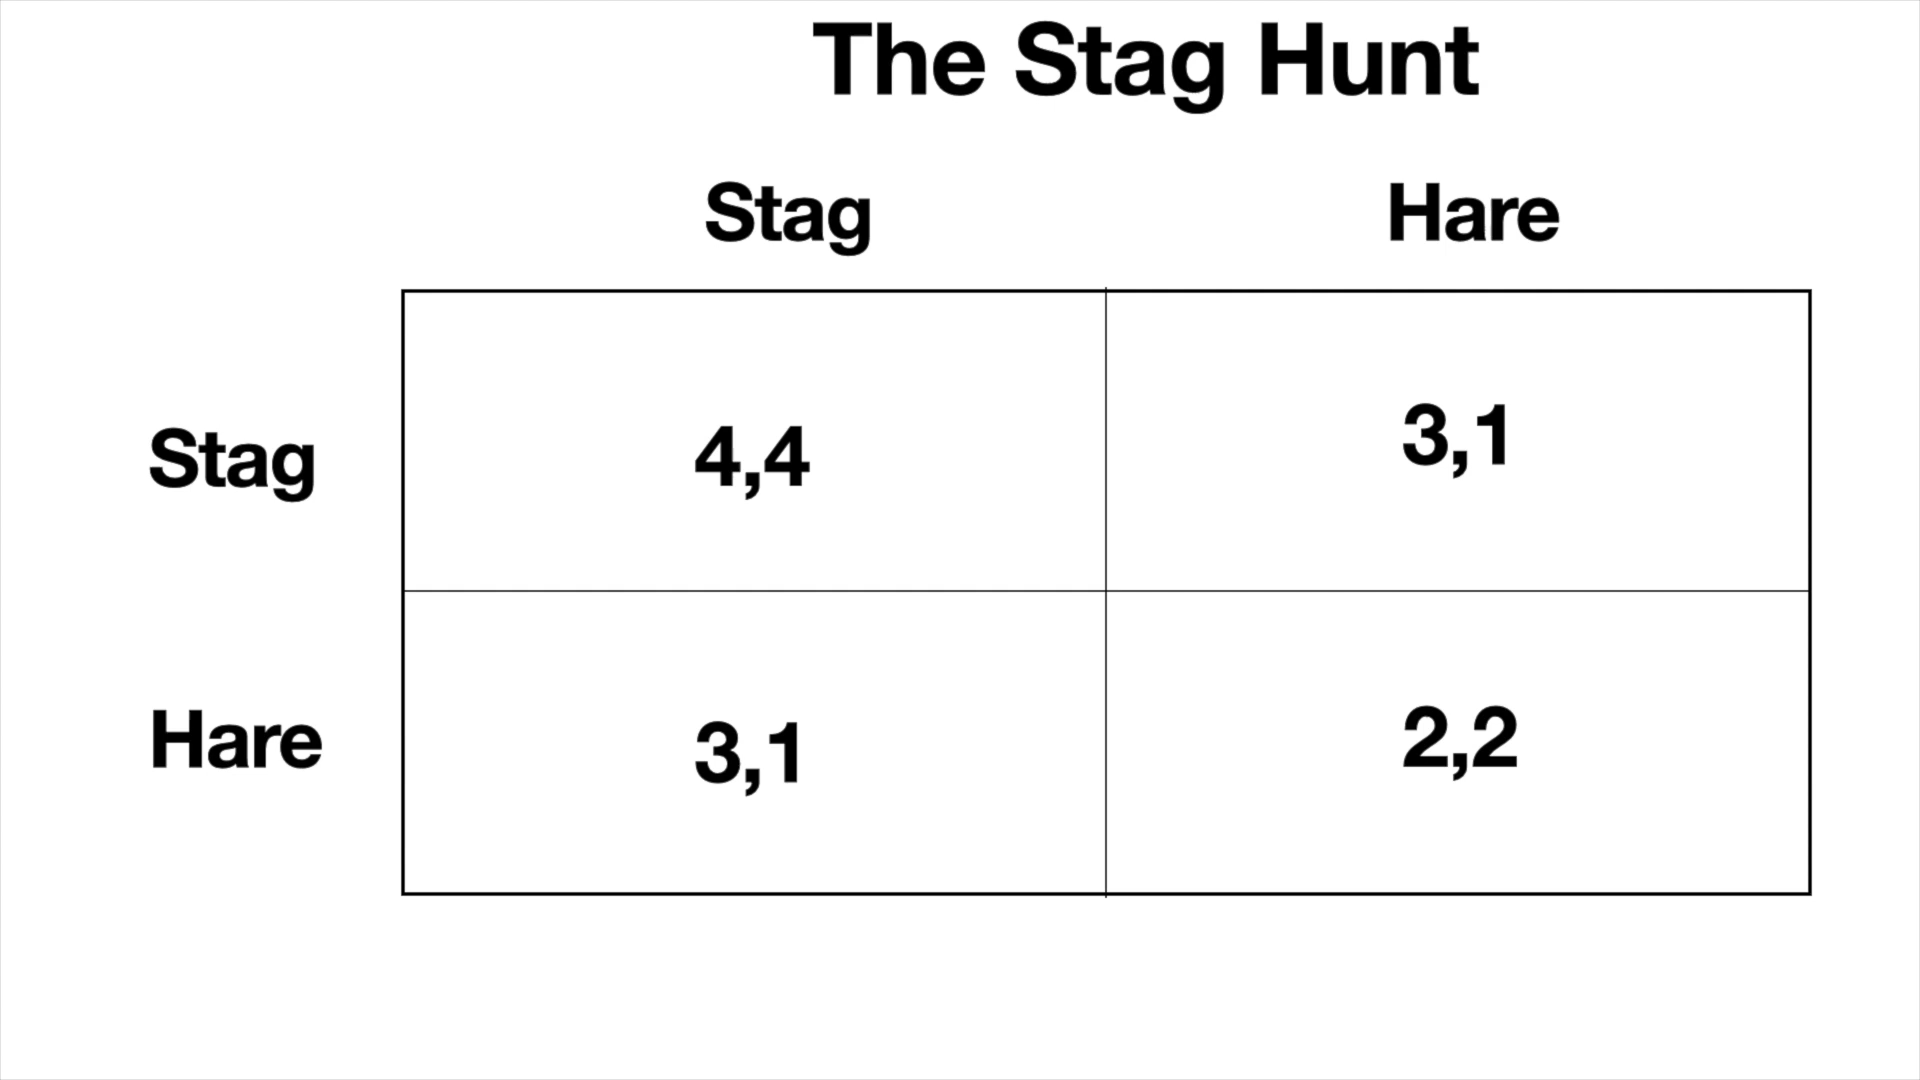 The Stag Hunt
Stag Hare
Stag 4,4 3,1
Hare 3,1 2,2